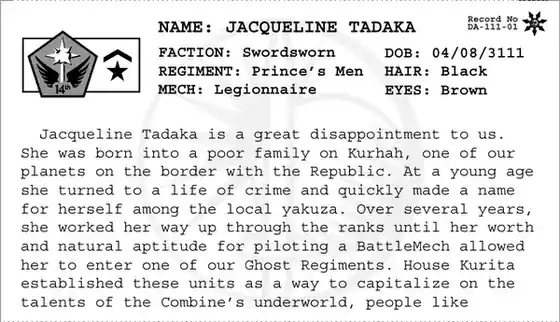 NAME: JACQUELINE TADAKA
Record No
DA-111-01
FACTION: Swordsworn
DOB: 04/08/3111
REGIMENT: Prince's Men
HAIR: Black
MECH: Legionnaire
EYES: Brown
14th
Jacqueline Tadaka is a great disappointment to us.
She was born into a poor family on Kurhah, one of our
planets on the border with the Republic. At a young age
she turned to a life of crime and quickly made a name
for herself among the local yakuza. Over several years,
she worked her way up through the ranks until her worth
and natural aptitude for piloting a BattleMech allowed
her to enter one of our Ghost Regiments. House Kurita
established these units as a way to capitalize on the
talents of the Combine's underworld, people like